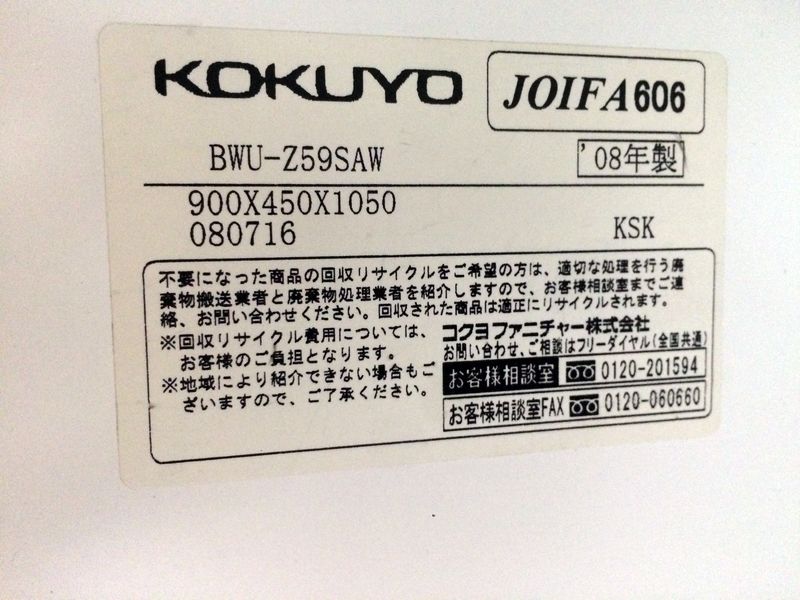 KOKUYO
JOIFA606
BWU-Z59SAW
'08年製
900X450X1050
080716
KSK
不要になった商品の回収リサイクルをご希望の方は、適切な処理を行う廃
棄物搬送業者と廃棄物処理業者を紹介しますので、お客様相談室までご連
絡、お問い合わせください。回収された商品は適正にリサイクルされます。
※回収リサイクル費用については、
お客様のご負担となります。
※地域により紹介できない場合もご
ざいますので、ご了承ください。
コクヨファニチャー株式会社
お問い合わせ、ご相談はフリーダイヤル(全国共通)
お客様相談室 0120-201594
お客様相談室FAX 0120-060660